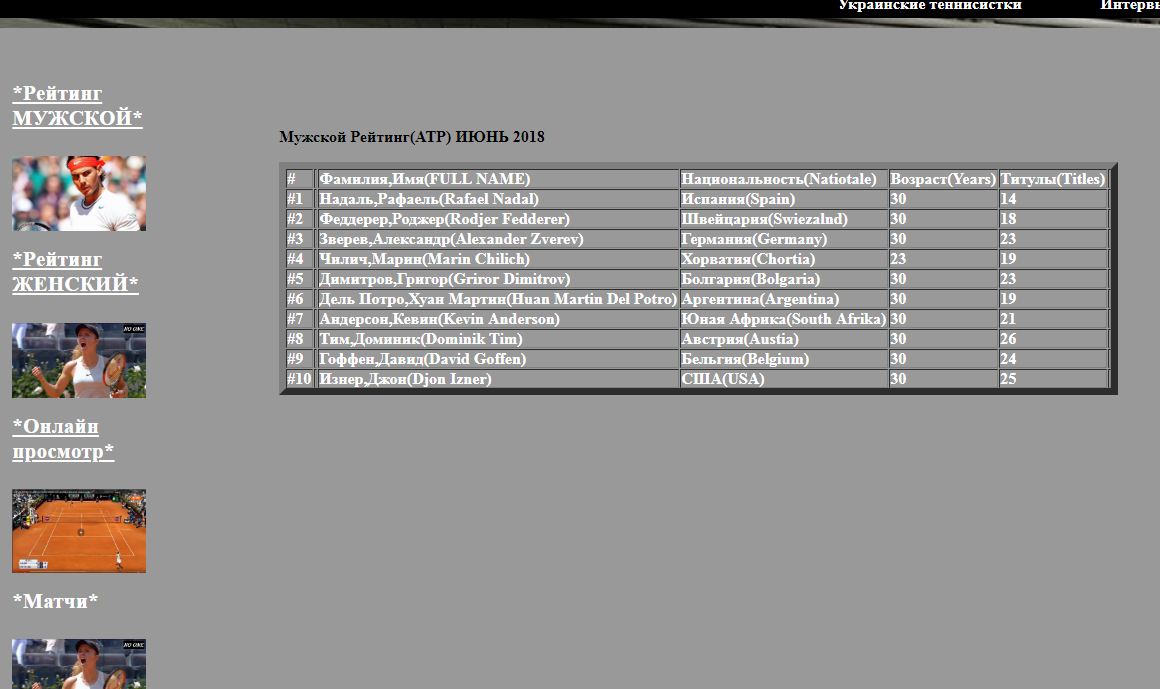 Украинские теннисистки
*Рейтинг
МУЖСКОЙ*
*Рейтинг
ЖЕНСКИЙ*
*Онлайн
просмотр*
*Матчи*
Мужской Рейтинг(ATP) ИЮНЬ 2018
# Фамилия,Имя(FULL NAME) Национальность(Natiotale) Возраст(Years) Титулы(Titles)
#1 Надаль,Рафаель(Rafael Nadal) Испания(Spain) 30 14
#2 Феддерер,Роджер(Rodjer Fedderer) Швейцария(Swiezalnd) 30 18
#3 Зверев,Александр(Alexander Zverev) Германия(Germany) 30 23
#4 Чилич,Марин(Marin Chilich) Хорватия(Chortia) 23 19
#5 Димитров,Григор(Griror Dimitrov) Болгария(Bolgaria) 30 23
#6 Дель Потро,Хуан Мартин(Huan Martin Del Potro) Аргентина(Argentina) 30 19
#7 Андерсон,Кевин(Kevin Anderson) Юная Африка(South Afrika) 30 21
#8 Тим,Доминик(Dominik Tim) Австрия(Austia) 30 26
#9 Гоффен,Давид(David Goffen) Бельгия(Belgium) 30 24
#10 Изнер,Джон(Djon Izner) США(USA) 30 25